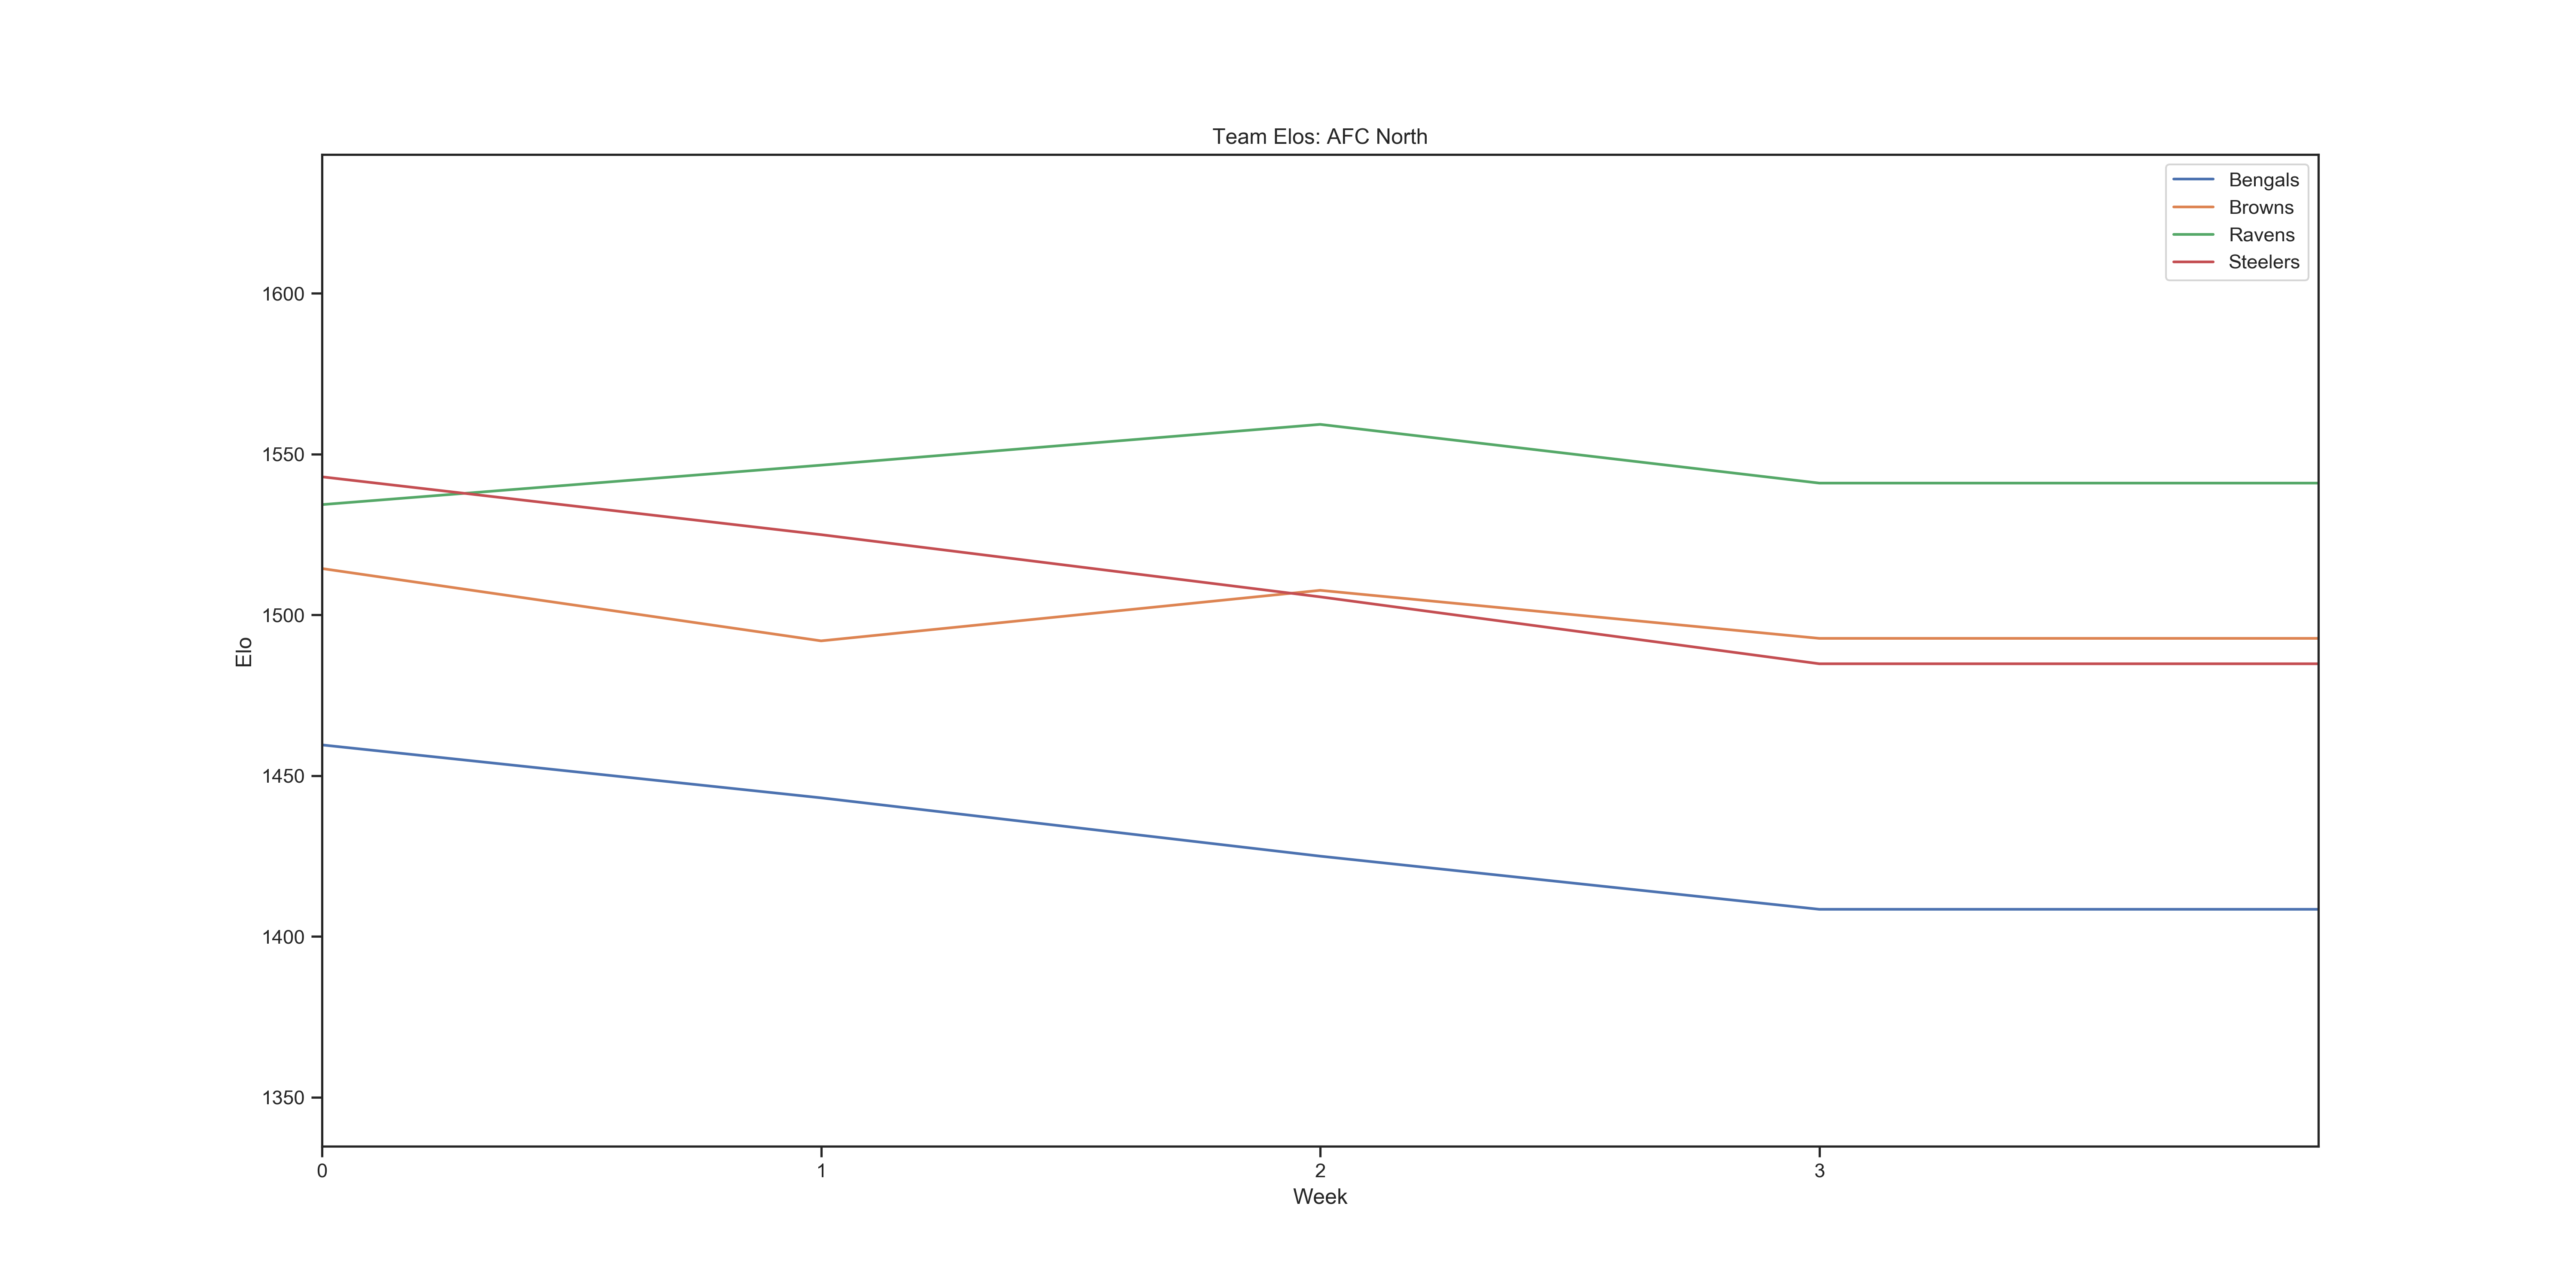 Team Elos: AFC North
Bengals
Browns
Ravens
Steelers
1600
1550
1500
1450
1400
1350
Elo
0 1 2 3
Week